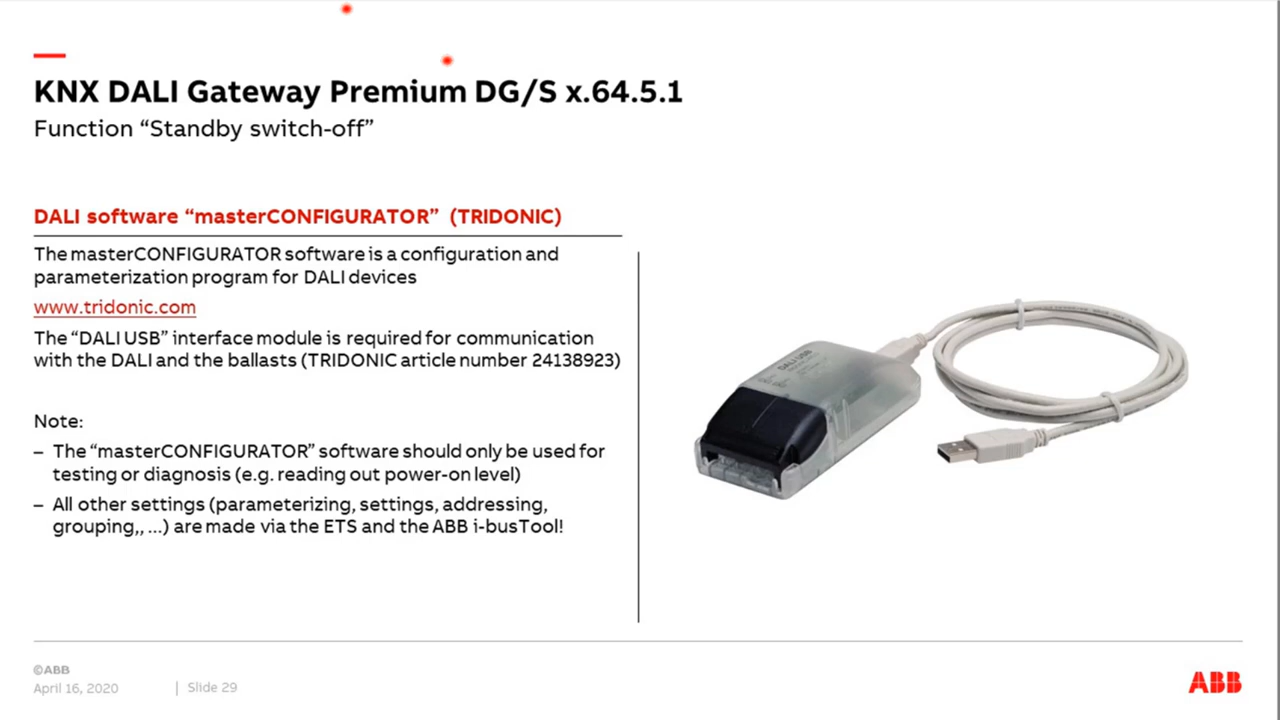 KNX DALI Gateway Premium DG/S x.64.5.1
Function “Standby switch-off”
DALI software “masterCONFIGURATOR” (TRIDONIC)
The masterCONFIGURATOR software is a configuration and
parameterization program for DALI devices
www.tridonic.com
The “DALI USB” interface module is required for communication
with the DALI and the ballasts (TRIDONIC article number 24138923)
Note:
– The “masterCONFIGURATOR” software should only be used for
testing or diagnosis (e.g. reading out power-on level)
– All other settings (parameterizing, settings, addressing,
grouping,, ...) are made via the ETS and the ABB i-bus Tool!
DALI USB
©ABB
April 16, 2020 | Slide 29
ABB